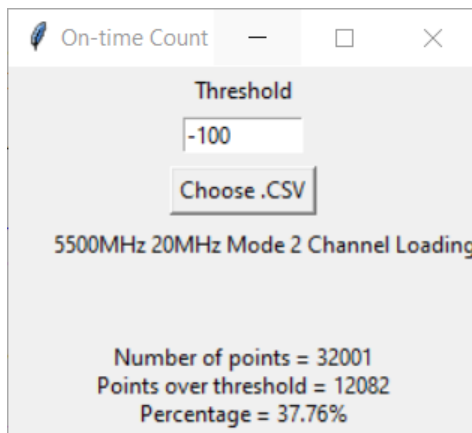 On-time Count
Threshold
-100
Choose .CSV
5500MHz 20MHz Mode 2 Channel Loading
Number of points = 32001
Points over threshold = 12082
Percentage = 37.76%